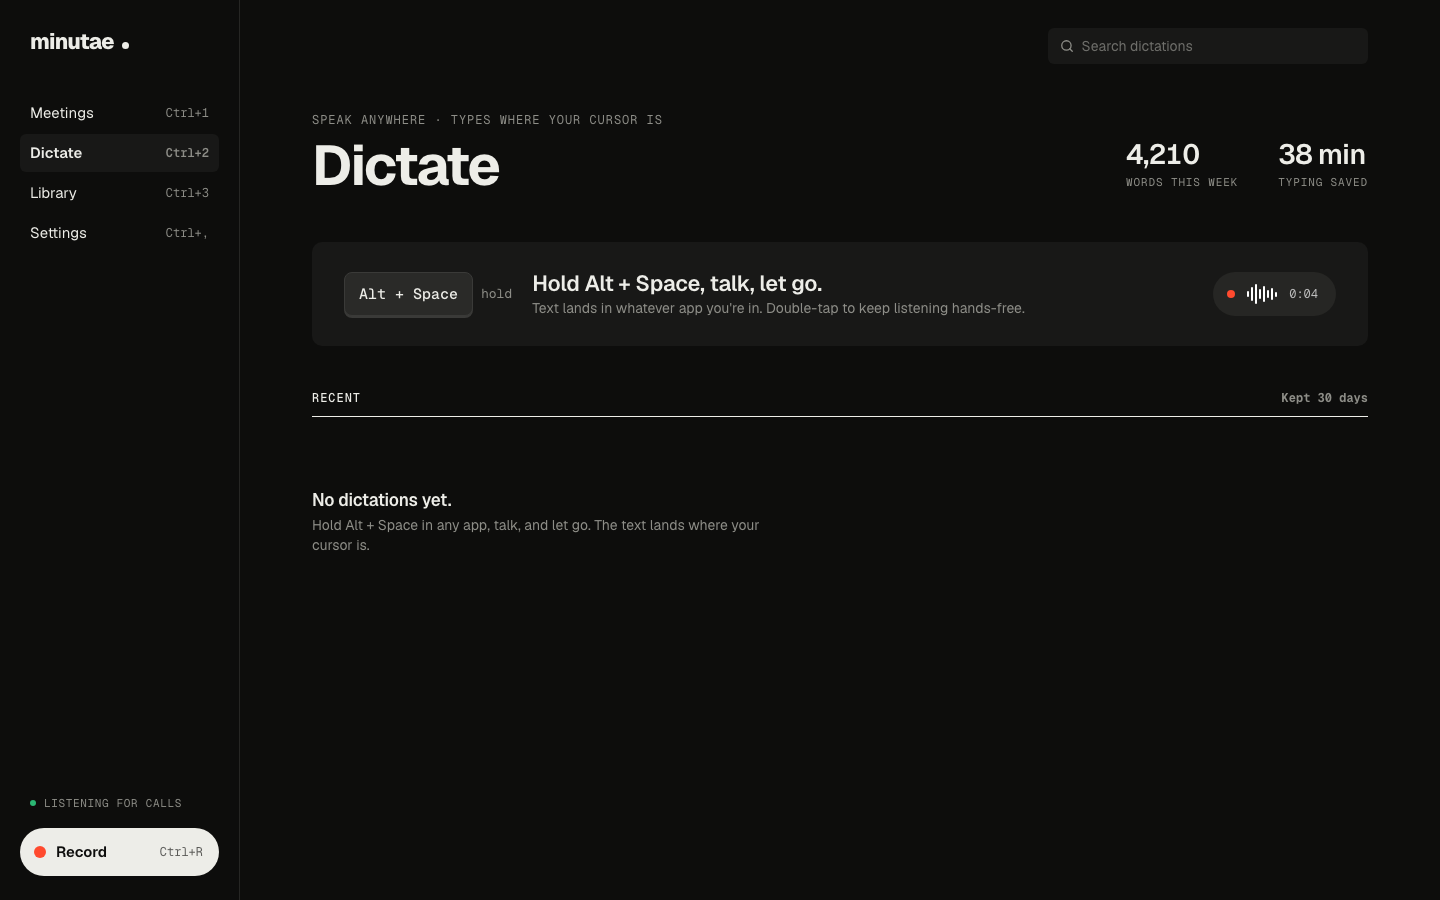 minutae
Meetings Ctrl+1
Dictate Ctrl+2
Library Ctrl+3
Settings Ctrl+,
LISTENING FOR CALLS
Record Ctrl+R
Search dictations
SPEAK ANYWHERE · TYPES WHERE YOUR CURSOR IS
Dictate
4,210
WORDS THIS WEEK
38 min
TYPING SAVED
Alt + Space hold
Hold Alt + Space, talk, let go.
Text lands in whatever app you're in. Double-tap to keep listening hands-free.
0:04
RECENT
Kept 30 days
No dictations yet.
Hold Alt + Space in any app, talk, and let go. The text lands where your
cursor is.